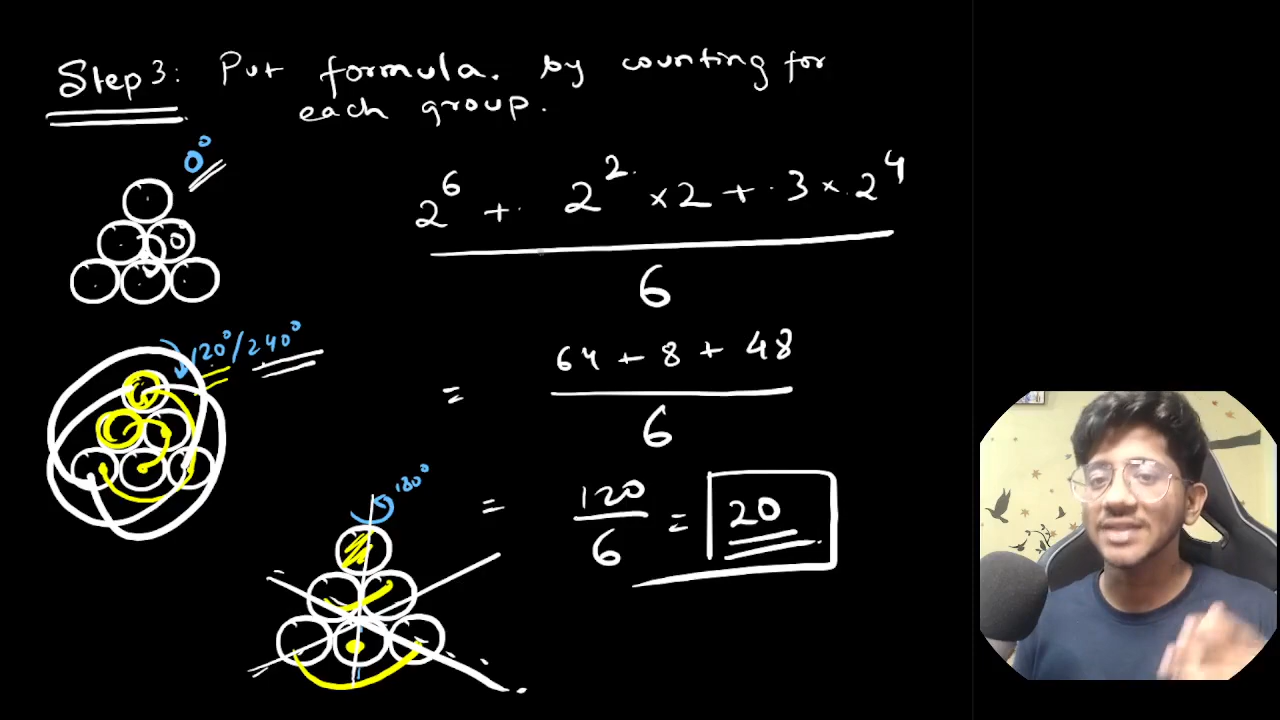 Step 3: Put formula. by counting for
each group.
0°
2^6 + 2^2 × 2 + 3 × 2^4
6
120°/240°
= 64 + 8 + 48
6
180°
= 120 = 20
6